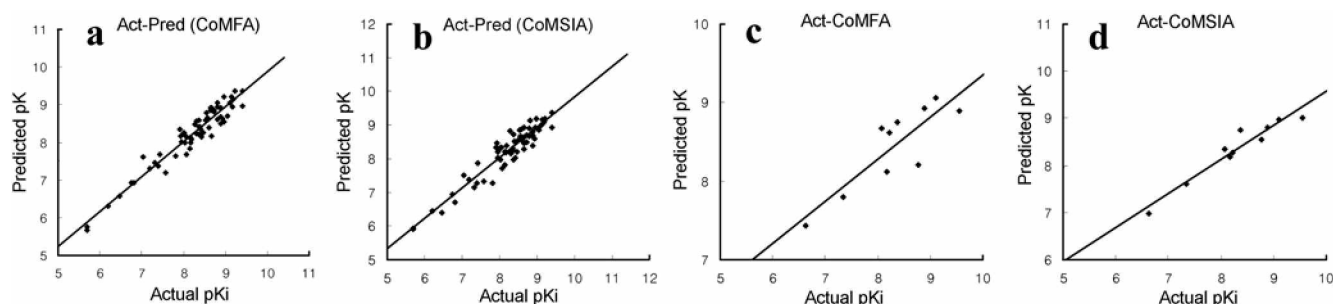 a Act-Pred (CoMFA)
11
10
9
8
7
6
5
Predicted pK
5 6 7 8 9 10 11
Actual pKi
b Act-Pred (CoMSIA)
12
11
10
9
8
7
6
5
Predicted pK
5 6 7 8 9 10 11 12
Actual pKi
c Act-CoMFA
10
9
8
7
Predicted pK
5 6 7 8 9 10
Actual pKi
d Act-CoMSIA
11
10
9
8
7
6
Predicted pK
5 6 7 8 9 10
Actual pKi